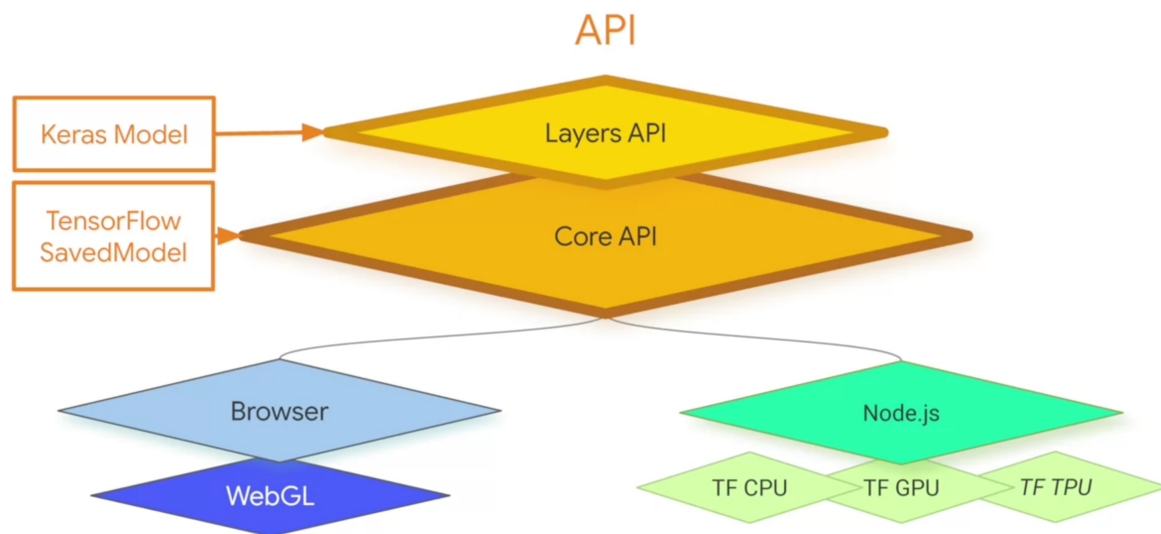 API
Keras Model
Layers API
TensorFlow
SavedModel
Core API
Browser
Node.js
WebGL
TF CPU
TF GPU
TF TPU